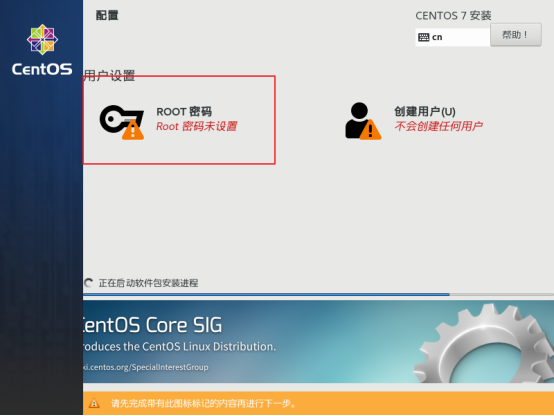 配置
CENTOS 7 安装
cn
帮助！
CentOS
用户设置
ROOT 密码
Root 密码未设置
创建用户(U)
不会创建任何用户
正在启动软件包安装进程
CentOS Core SIG
roduces the CentOS Linux Distribution.
ki.centos.org/SpecialInterestGroup
请先完成带有此图标标记的内容再进行下一步。